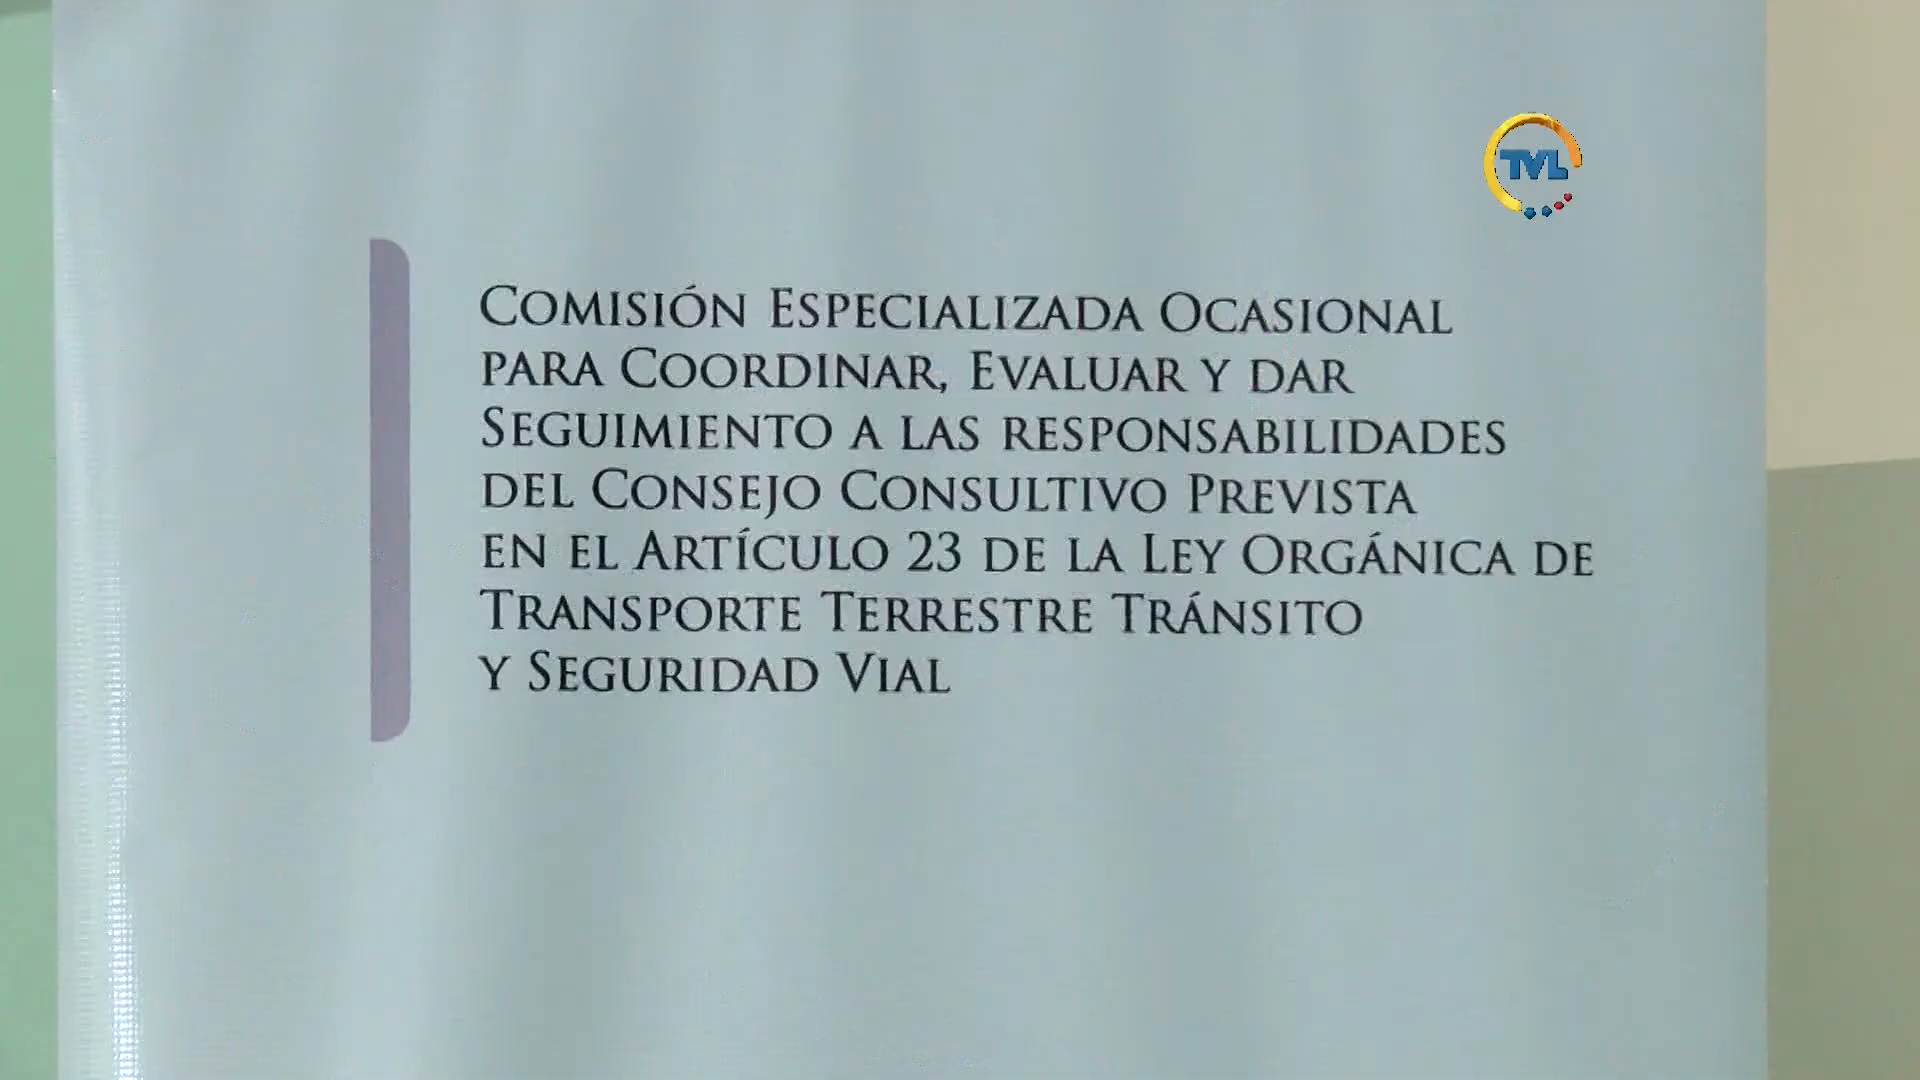 TVL
Comisión Especializada Ocasional
para Coordinar, Evaluar y dar
Seguimiento a las responsabilidades
del Consejo Consultivo Prevista
en el Artículo 23 de la Ley Orgánica de
Transporte Terrestre Tránsito
y Seguridad Vial